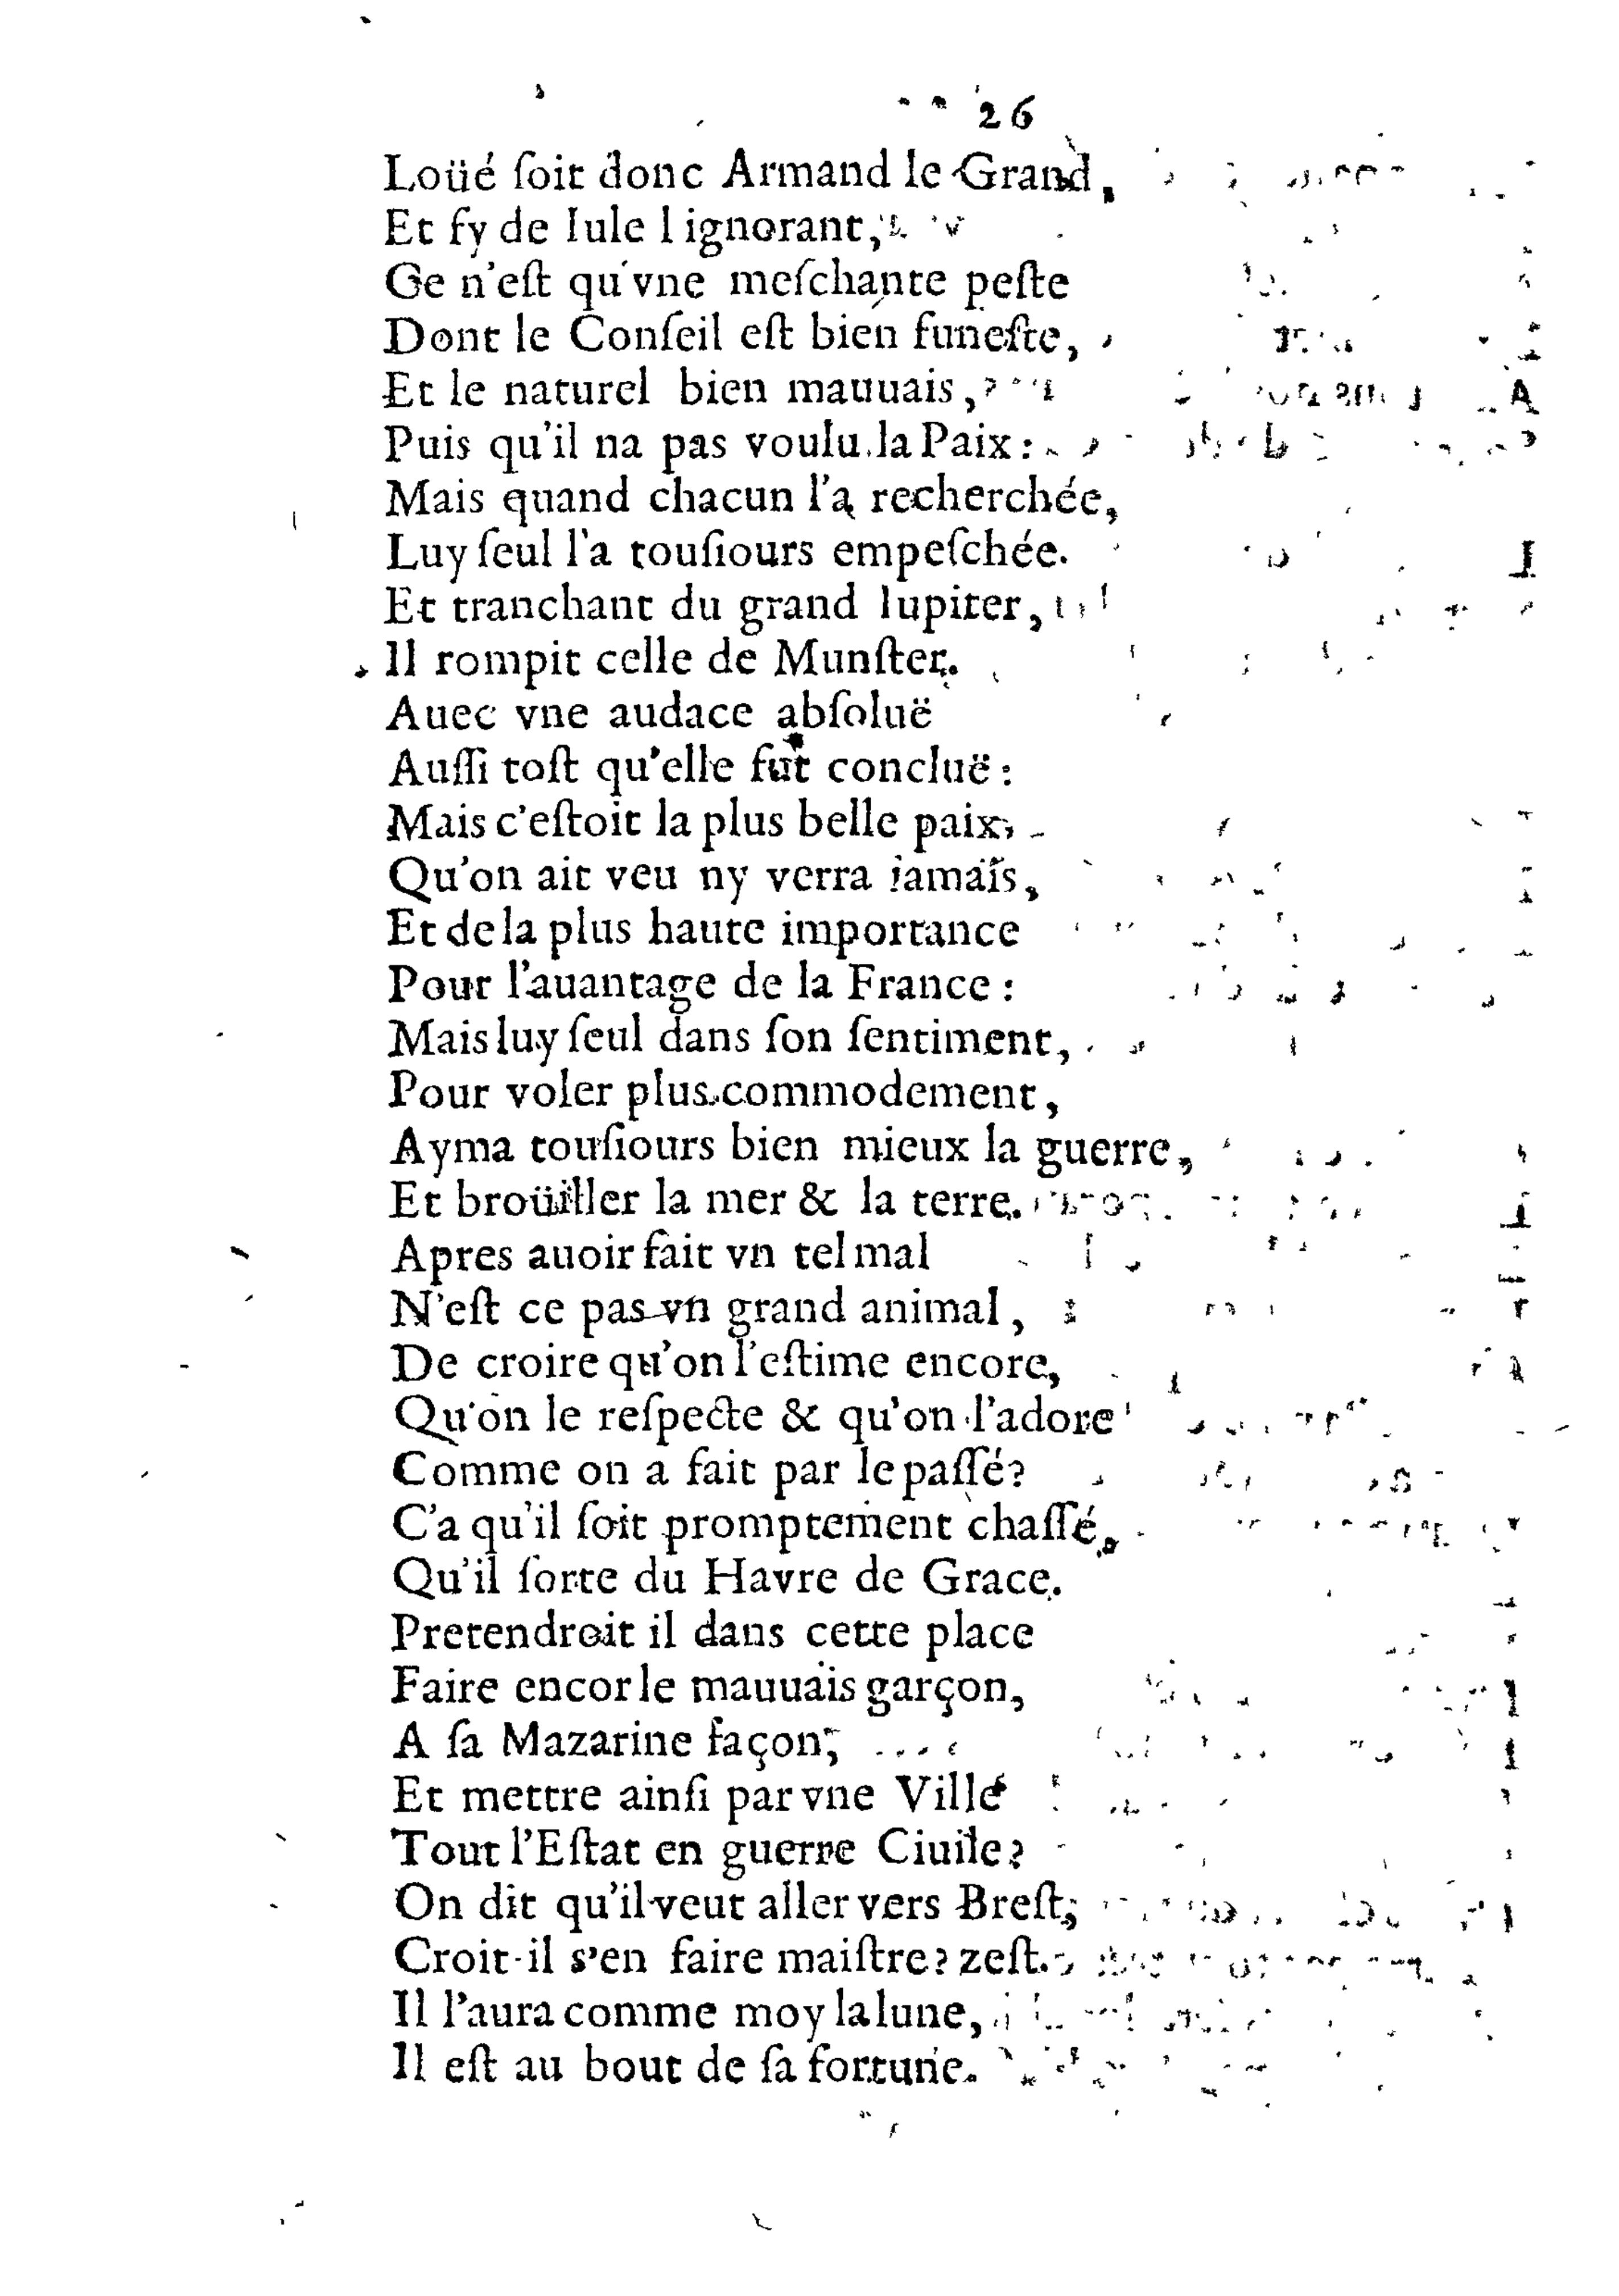 26
Loüé ſoit donc Armand le Grand,
Et fy de Iule l ignorant,
Ge n'eſt qu'vne meſchante peſte
Dont le Conſeil eſt bien funeſte,
Et le naturel bien mauuais,
Puis qu'il na pas voulu la Paix:
Mais quand chacun l'a recherchée,
Luy ſeul l'a touſiours empeſchée.
Et tranchant du grand Iupiter,
Il rompit celle de Munſter.
Auec vne audace abſoluë
Auſſi toſt qu'elle fut concluë:
Mais c'eſtoit la plus belle paix,
Qu'on ait veu ny verra iamais,
Et de la plus haute importance
Pour l'auantage de la France:
Mais luy ſeul dans ſon ſentiment,
Pour voler plus commodement,
Ayma touſiours bien mieux la guerre,
Et broüiller la mer & la terre.
Apres auoir fait vn tel mal
N'eſt ce pas vn grand animal,
De croire qu'on l'eſtime encore,
Qu'on le reſpecte & qu'on l'adore
Comme on a fait par le paſſé?
C'a qu'il ſoit promptement chaſſé,
Qu'il ſorte du Havre de Grace.
Pretendroit il dans cette place
Faire encor le mauuais garçon,
A ſa Mazarine façon,
Et mettre ainſi par vne Ville
Tout l'Eſtat en guerre Ciuile?
On dit qu'il veut aller vers Breſt,
Croit-il s'en faire maiſtre? zeſt.
Il l'aura comme moy la lune,
Il eſt au bout de ſa fortune.